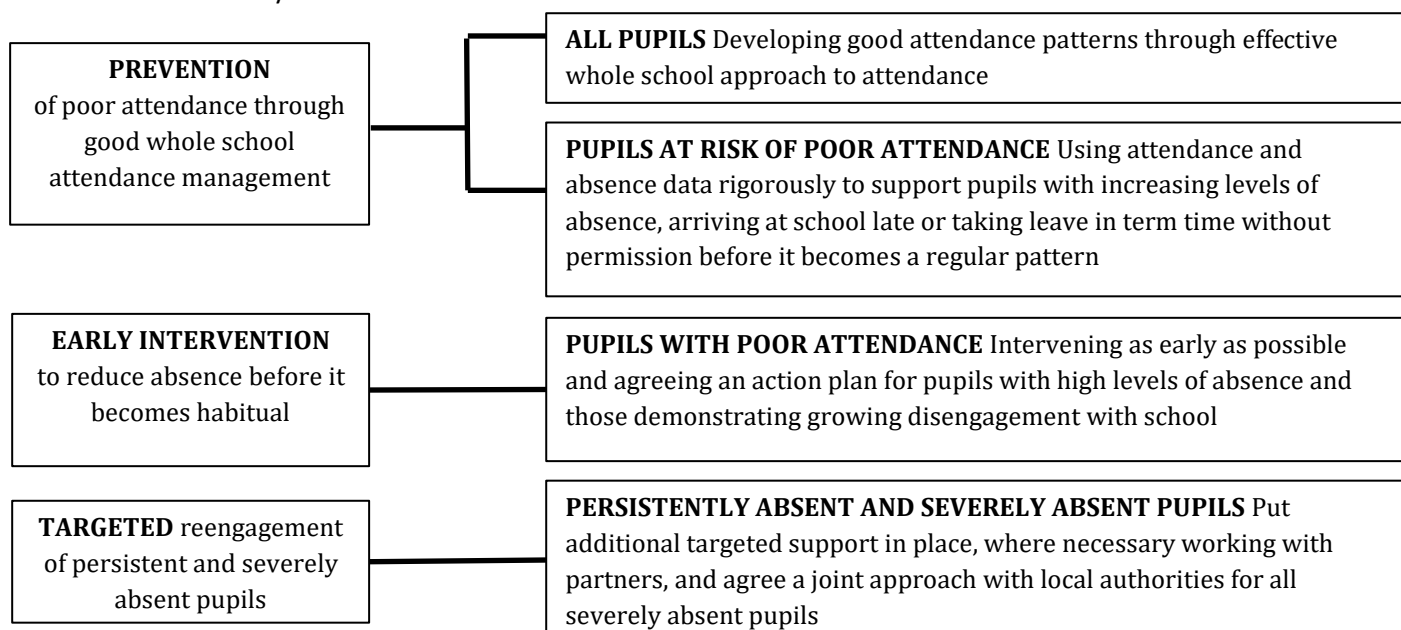 PREVENTION
of poor attendance through
good whole school
attendance management
ALL PUPILS Developing good attendance patterns through effective
whole school approach to attendance
PUPILS AT RISK OF POOR ATTENDANCE Using attendance and
absence data rigorously to support pupils with increasing levels of
absence, arriving at school late or taking leave in term time without
permission before it becomes a regular pattern
EARLY INTERVENTION
to reduce absence before it
becomes habitual
PUPILS WITH POOR ATTENDANCE Intervening as early as possible
and agreeing an action plan for pupils with high levels of absence and
those demonstrating growing disengagement with school
TARGETED reengagement
of persistent and severely
absent pupils
PERSISTENTLY ABSENT AND SEVERELY ABSENT PUPILS Put
additional targeted support in place, where necessary working with
partners, and agree a joint approach with local authorities for all
severely absent pupils